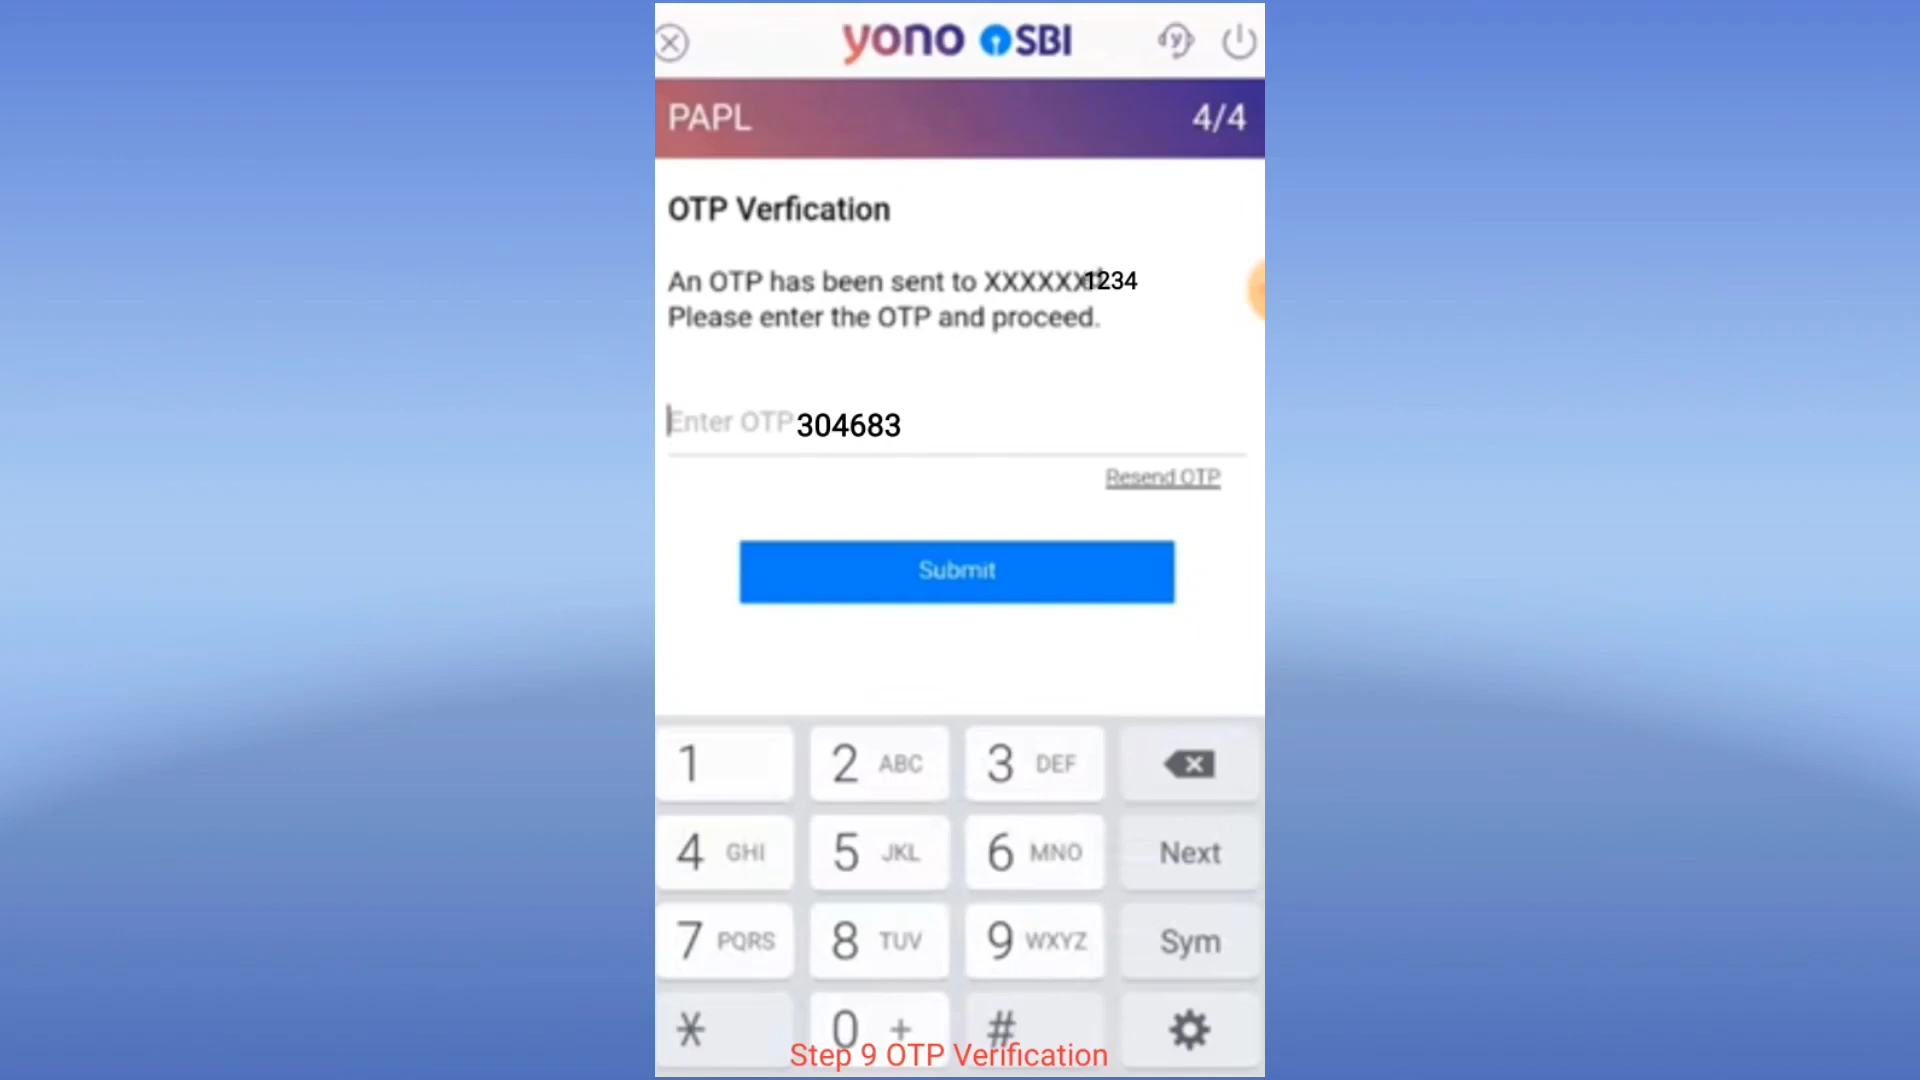 yono SBI
y
PAPL 4/4
OTP Verfication
An OTP has been sent to XXXXXX1234
Please enter the OTP and proceed.
Enter OTP 304683
Resend OTP
Submit
1 2 ABC 3 DEF
4 GHI 5 JKL 6 MNO Next
7 PQRS 8 TUV 9 WXYZ Sym
* 0 + #
Step 9 OTP Verification